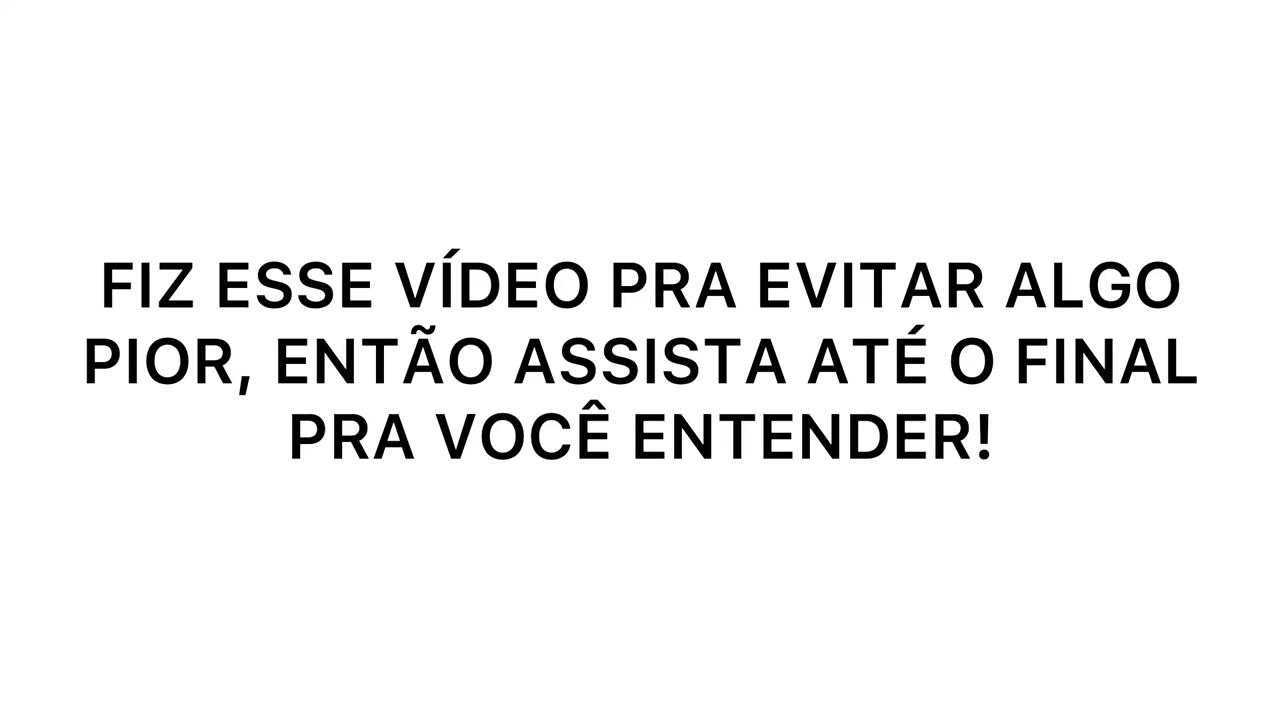 FIZ ESSE VÍDEO PRA EVITAR ALGO
PIOR, ENTÃO ASSISTA ATÉ O FINAL
PRA VOCÊ ENTENDER!